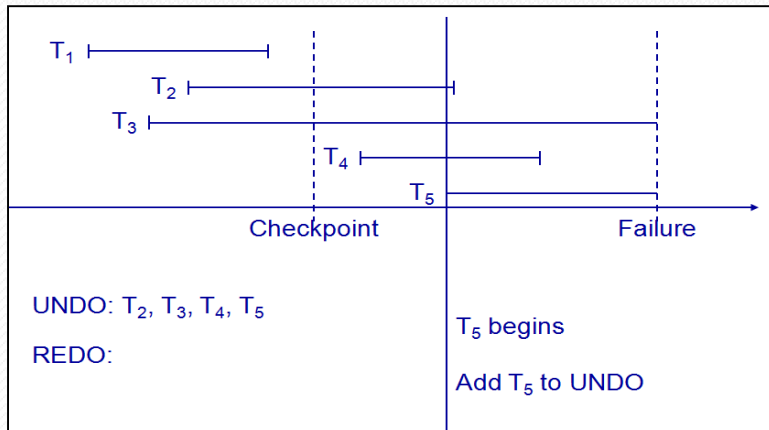 T₁
T₂
T₃
T₄
T₅
Checkpoint Failure
UNDO: T₂, T₃, T₄, T₅
REDO:
T₅ begins
Add T₅ to UNDO